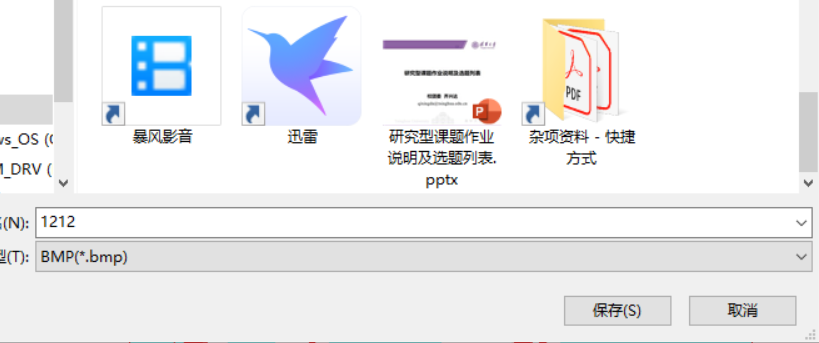 暴风影音
迅雷
研究型课题作业
说明及选题列表.
pptx
杂项资料 - 快捷
方式
研究型课题作业说明及选题列表
PDF
P
ws_OS (
M_DRV (
(N):
1212
型(T):
BMP(*.bmp)
保存(S)
取消